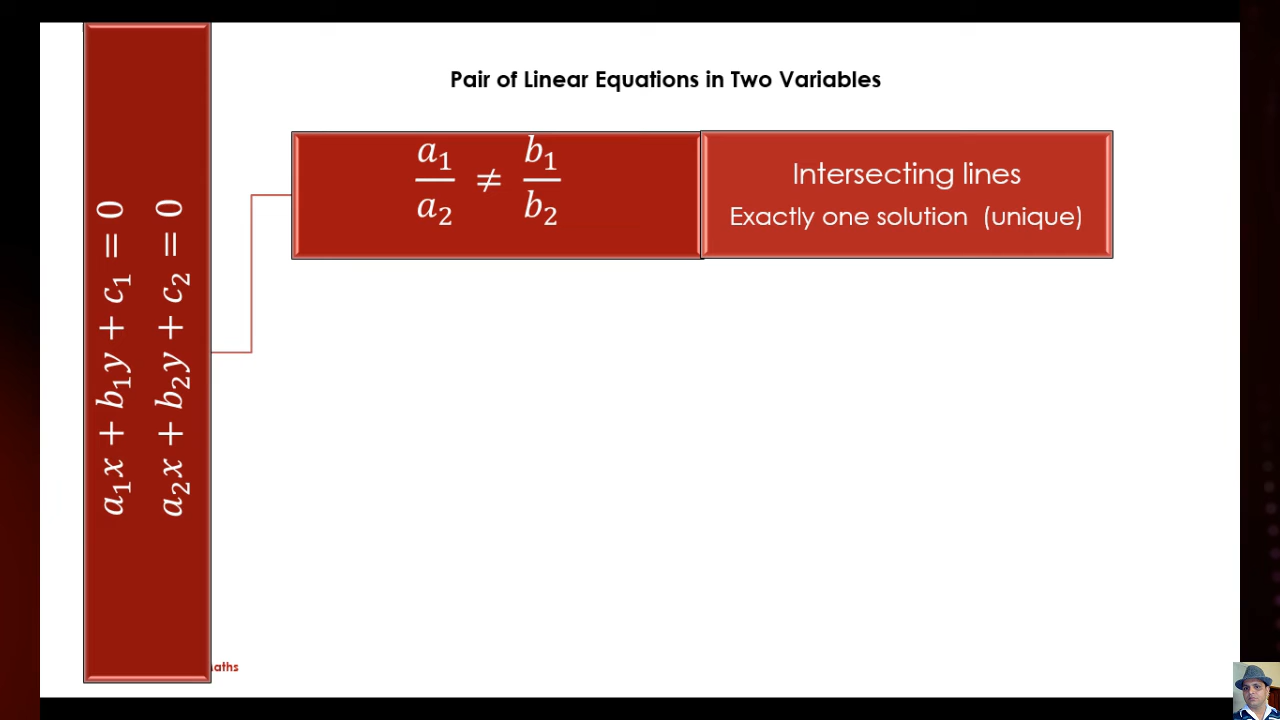 Pair of Linear Equations in Two Variables
a₁x + b₁y + c₁ = 0
a₂x + b₂y + c₂ = 0
a₁/a₂ ≠ b₁/b₂
Intersecting lines
Exactly one solution (unique)